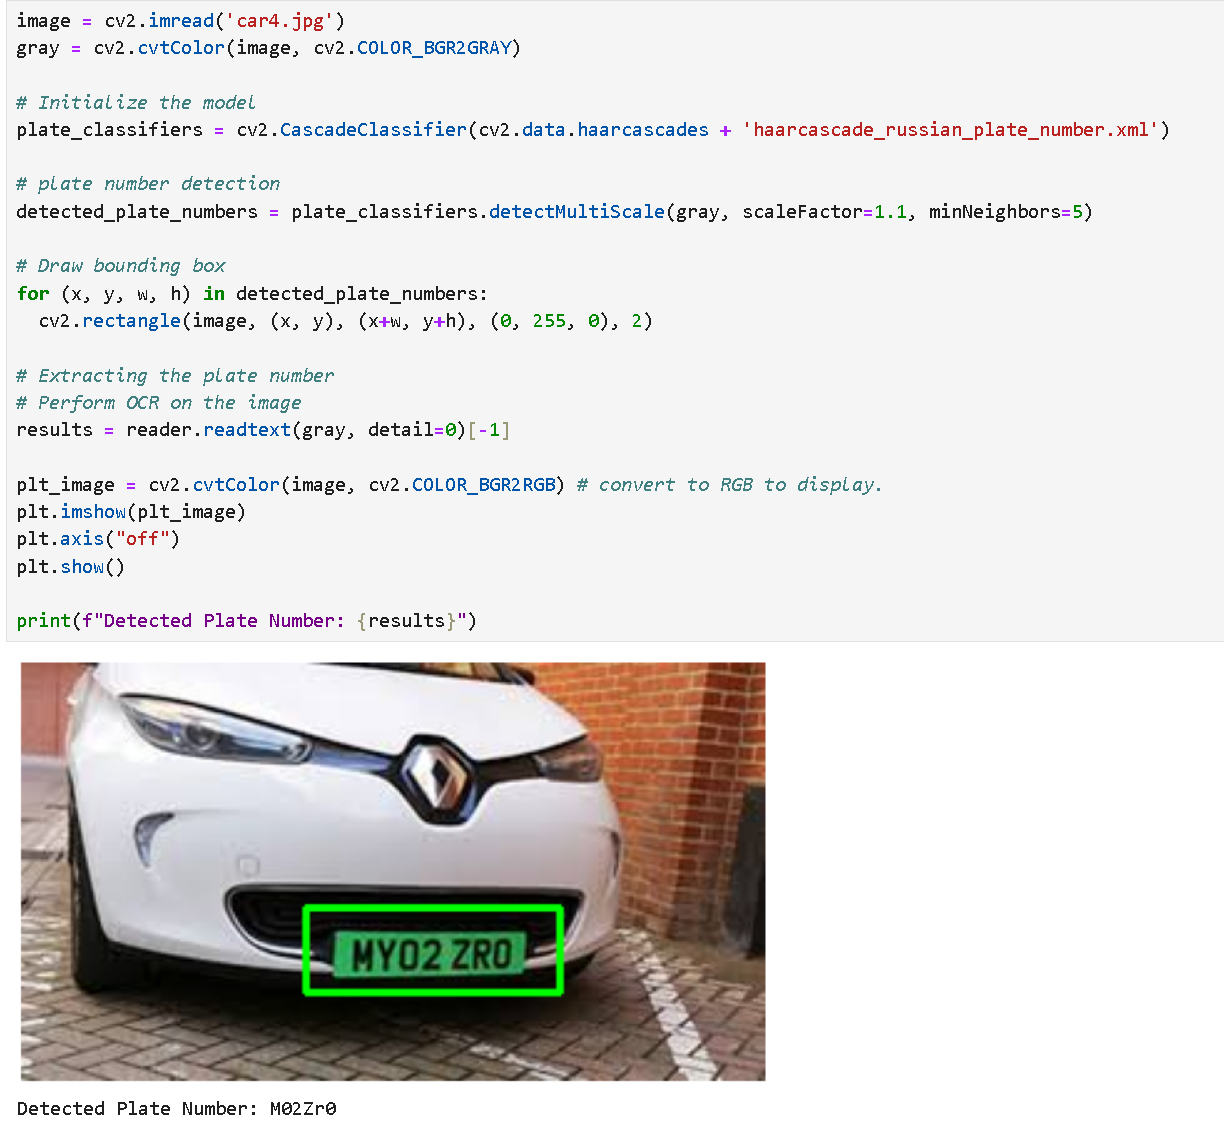 image = cv2.imread('car4.jpg')
gray = cv2.cvtColor(image, cv2.COLOR_BGR2GRAY)
# Initialize the model
plate_classifiers = cv2.CascadeClassifier(cv2.data.haarcascades + 'haarcascade_russian_plate_number.xml')
# plate number detection
detected_plate_numbers = plate_classifiers.detectMultiScale(gray, scaleFactor=1.1, minNeighbors=5)
# Draw bounding box
for (x, y, w, h) in detected_plate_numbers:
  cv2.rectangle(image, (x, y), (x+w, y+h), (0, 255, 0), 2)
# Extracting the plate number
# Perform OCR on the image
results = reader.readtext(gray, detail=0)[-1]
plt_image = cv2.cvtColor(image, cv2.COLOR_BGR2RGB) # convert to RGB to display.
plt.imshow(plt_image)
plt.axis("off")
plt.show()
print(f"Detected Plate Number: {results}")
MY02 ZRO
Detected Plate Number: M02Zr0